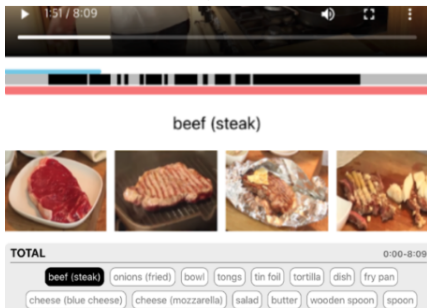 1:51 / 8:09
beef (steak)
TOTAL 0:00-8:09
beef (steak) onions (fried) bowl tongs tin foil tortilla dish fry pan
cheese (blue cheese) cheese (mozzarella) salad butter wooden spoon spoon